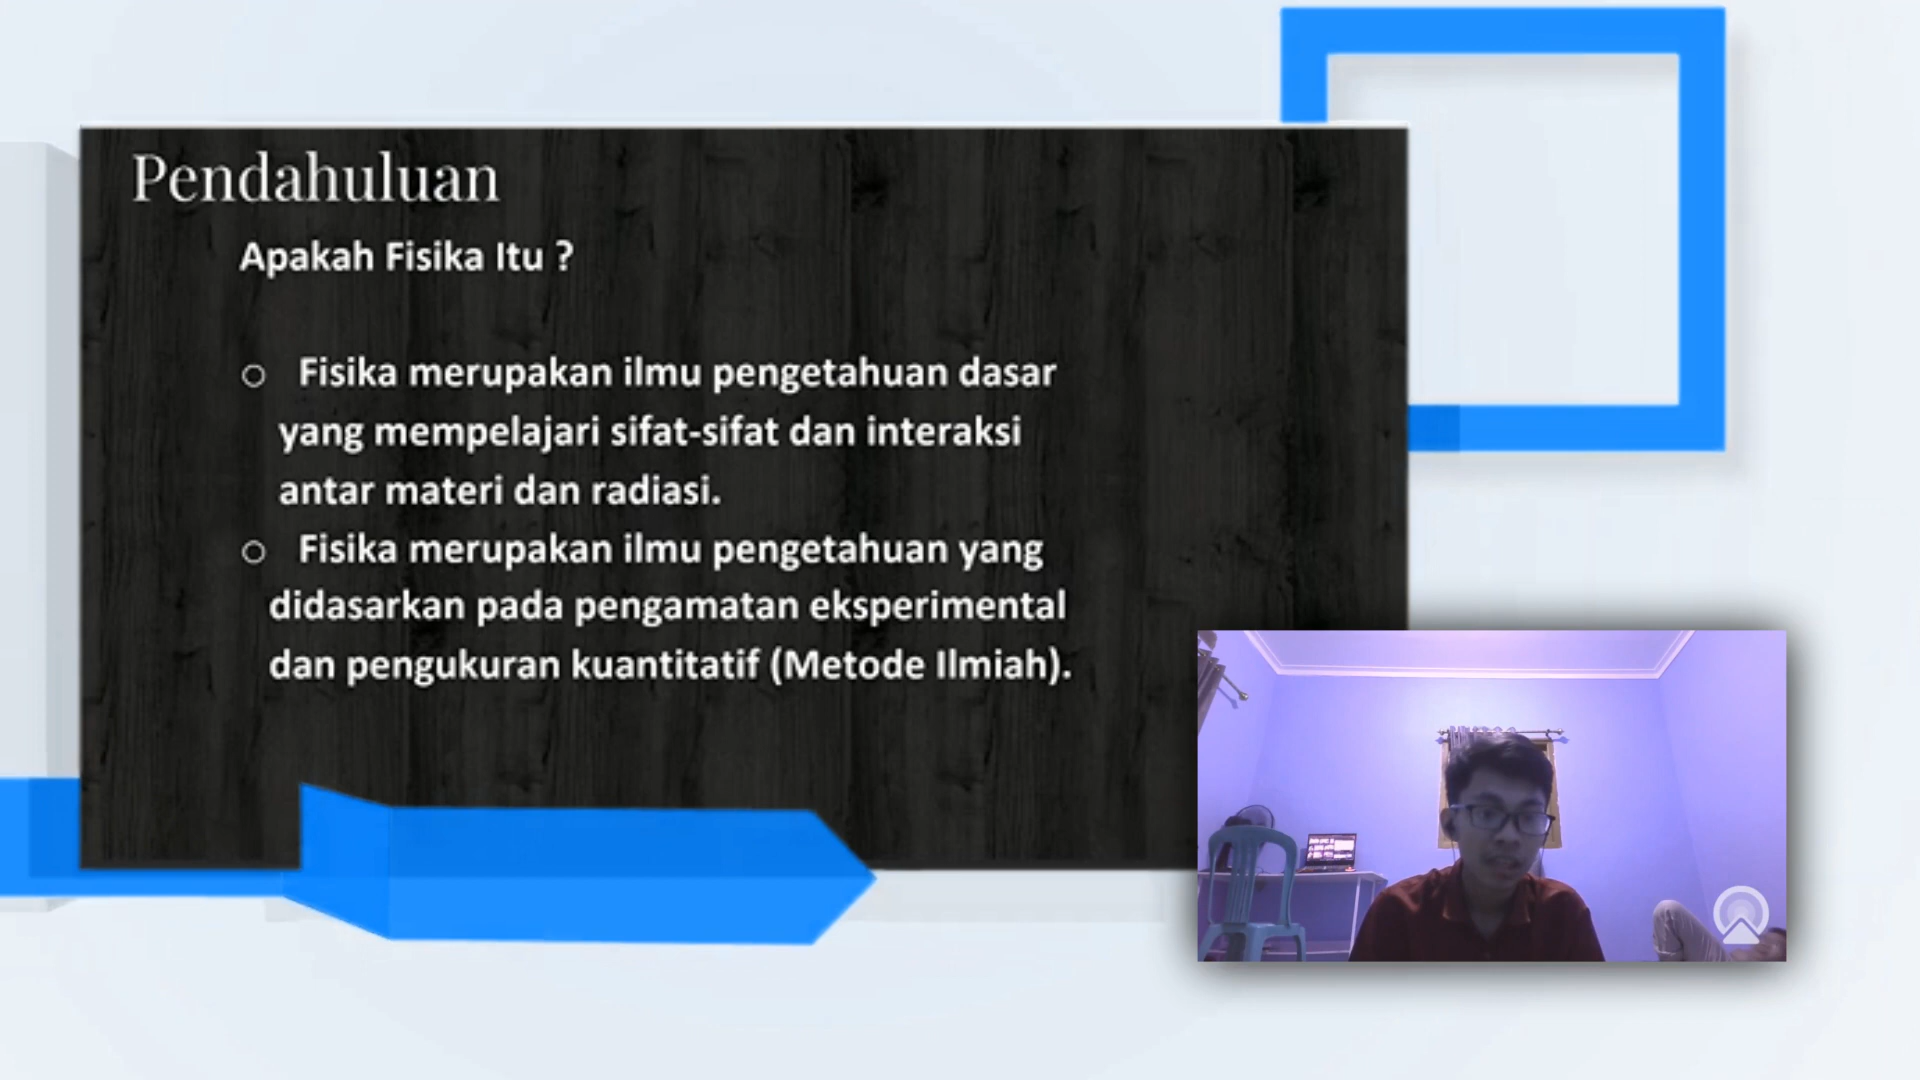 Pendahuluan
Apakah Fisika Itu ?
Fisika merupakan ilmu pengetahuan dasar
yang mempelajari sifat-sifat dan interaksi
antar materi dan radiasi.
Fisika merupakan ilmu pengetahuan yang
didasarkan pada pengamatan eksperimental
dan pengukuran kuantitatif (Metode Ilmiah).